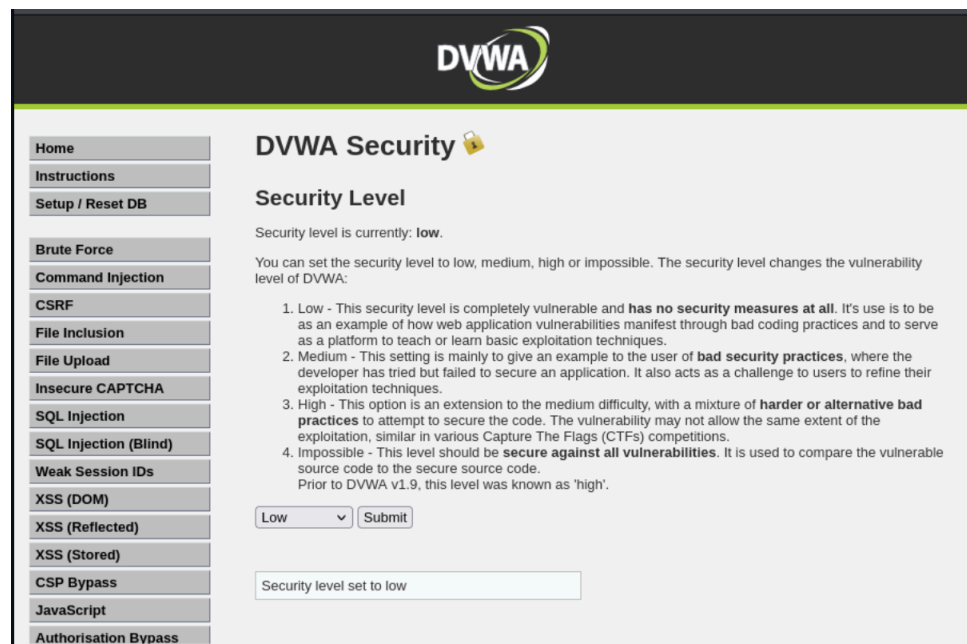 DVWA
Home
Instructions
Setup / Reset DB
Brute Force
Command Injection
CSRF
File Inclusion
File Upload
Insecure CAPTCHA
SQL Injection
SQL Injection (Blind)
Weak Session IDs
XSS (DOM)
XSS (Reflected)
XSS (Stored)
CSP Bypass
JavaScript
Authorisation Bypass
DVWA Security
Security Level
Security level is currently: low.
You can set the security level to low, medium, high or impossible. The security level changes the vulnerability
level of DVWA:
1. Low - This security level is completely vulnerable and has no security measures at all. It's use is to be
as an example of how web application vulnerabilities manifest through bad coding practices and to serve
as a platform to teach or learn basic exploitation techniques.
2. Medium - This setting is mainly to give an example to the user of bad security practices, where the
developer has tried but failed to secure an application. It also acts as a challenge to users to refine their
exploitation techniques.
3. High - This option is an extension to the medium difficulty, with a mixture of harder or alternative bad
practices to attempt to secure the code. The vulnerability may not allow the same extent of the
exploitation, similar in various Capture The Flags (CTFs) competitions.
4. Impossible - This level should be secure against all vulnerabilities. It is used to compare the vulnerable
source code to the secure source code.
Prior to DVWA v1.9, this level was known as 'high'.
Low Submit
Security level set to low